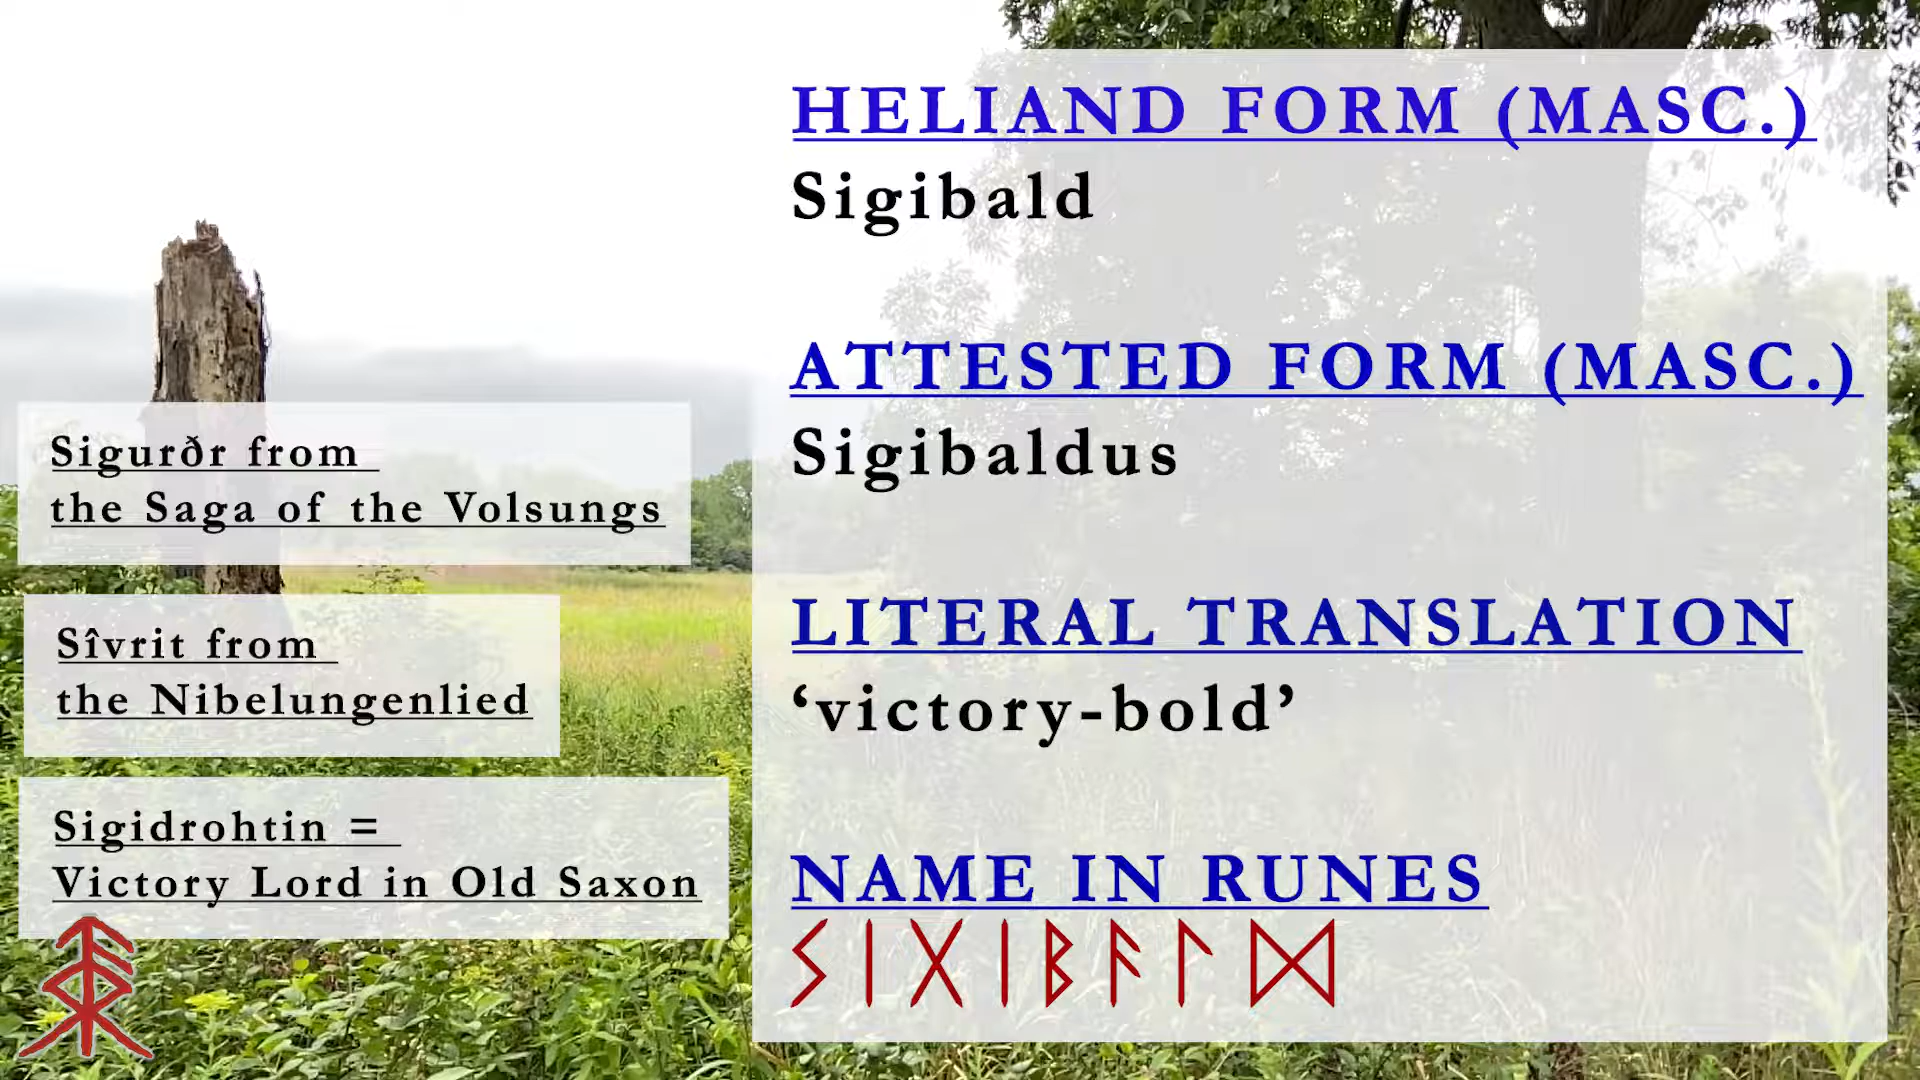 HELIAND FORM (MASC.)
Sigibald
ATTESTED FORM (MASC.)
Sigibaldus
LITERAL TRANSLATION
‘victory-bold’
NAME IN RUNES
ᛊᛁᚷᛁᛒᚨᛚᛞ
Sigurðr from
the Saga of the Volsungs
Sîvrit from
the Nibelungenlied
Sigidrohtin =
Victory Lord in Old Saxon